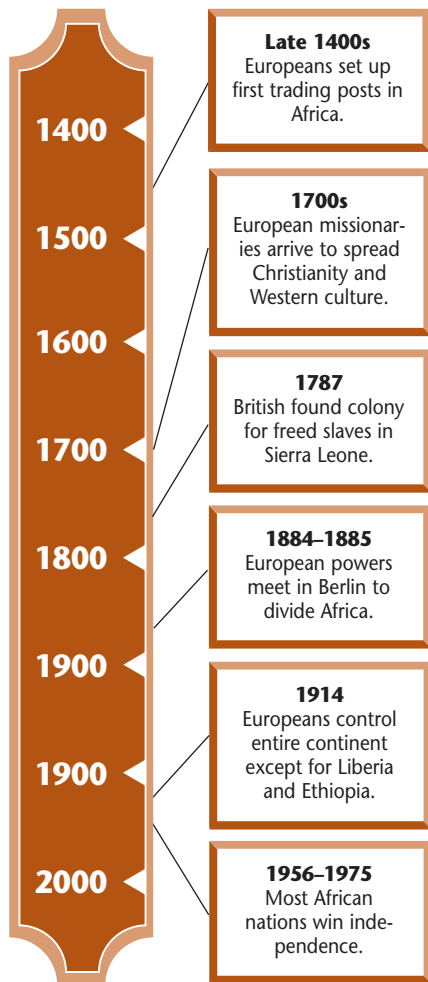 1400
1500
1600
1700
1800
1900
1900
2000
Late 1400s
Europeans set up
first trading posts in
Africa.
1700s
European missionar-
ies arrive to spread
Christianity and
Western culture.
1787
British found colony
for freed slaves in
Sierra Leone.
1884–1885
European powers
meet in Berlin to
divide Africa.
1914
Europeans control
entire continent
except for Liberia
and Ethiopia.
1956–1975
Most African
nations win inde-
pendence.